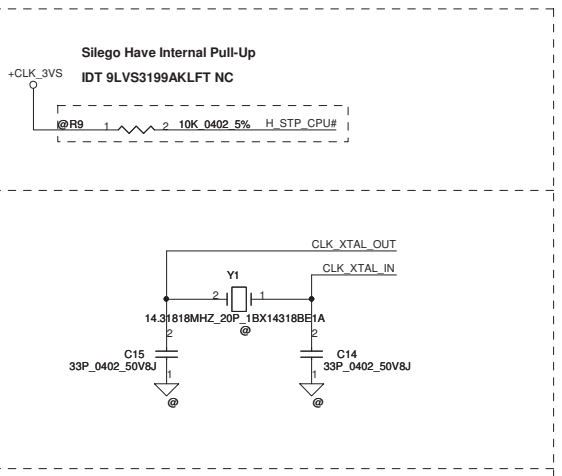 Silego Have Internal Pull-Up
+CLK_3VS
IDT 9LVS3199AKLFT NC
@R9 1 2 10K_0402_5% H_STP_CPU#
CLK_XTAL_OUT
CLK_XTAL_IN
Y1
2 1
14.31818MHZ_20P_1BX14318BE1A
@
2 2
C15 C14
33P_0402_50V8J 33P_0402_50V8J
1 1
@ @